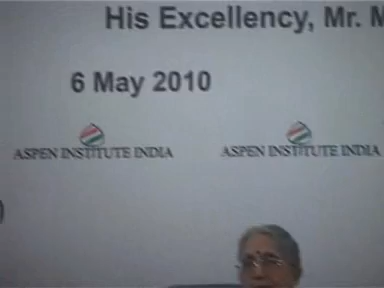 His Excellency, Mr. M
6 May 2010
ASPEN INSTITUTE INDIA ASPEN INSTITUTE INDIA